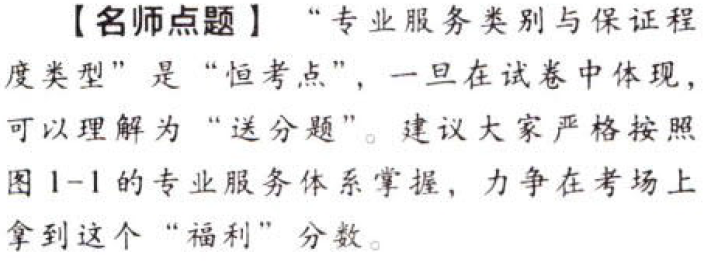 【名师点题】 “专业服务类别与保证程
度类型”是“恒考点”，一旦在试卷中体现，
可以理解为“送分题”。建议大家严格按照
图 1-1 的专业服务体系掌握，力争在考场上
拿到这个“福利”分数。